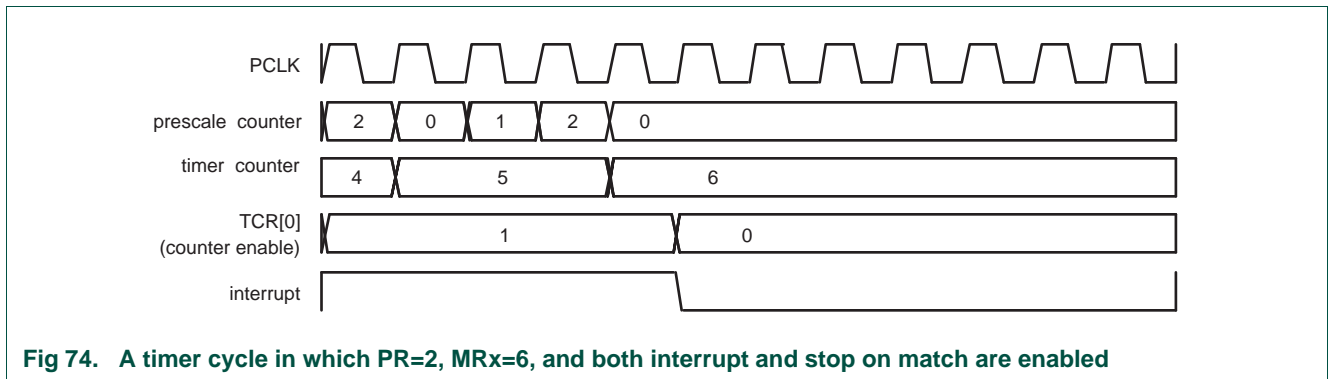 PCLK
prescale counter 2 0 1 2 0
timer counter 4 5 6
TCR[0]
(counter enable) 1 0
interrupt
Fig 74. A timer cycle in which PR=2, MRx=6, and both interrupt and stop on match are enabled